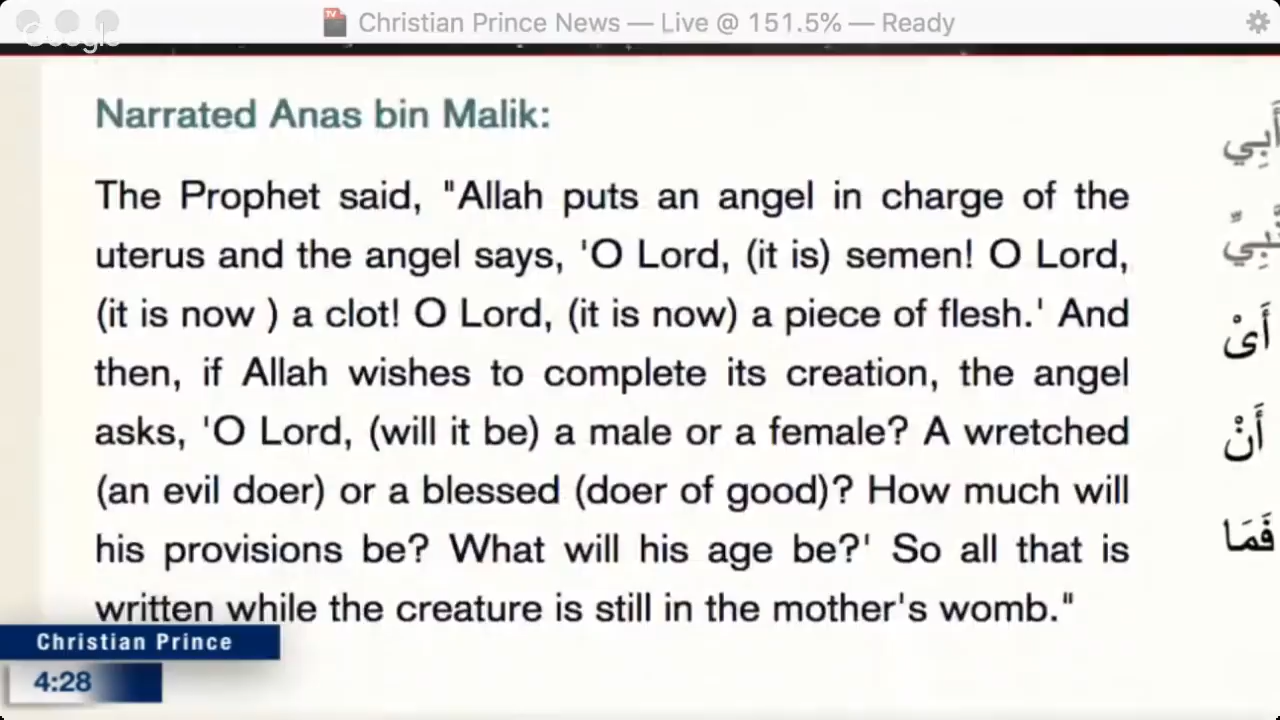 Christian Prince News — Live @ 151.5% — Ready
Google
Narrated Anas bin Malik:
The Prophet said, "Allah puts an angel in charge of the
uterus and the angel says, 'O Lord, (it is) semen! O Lord,
(it is now ) a clot! O Lord, (it is now) a piece of flesh.' And
then, if Allah wishes to complete its creation, the angel
asks, 'O Lord, (will it be) a male or a female? A wretched
(an evil doer) or a blessed (doer of good)? How much will
his provisions be? What will his age be?' So all that is
written while the creature is still in the mother's womb."
أَبِي
أَىْ
أَنْ
فَمَا
Christian Prince
4:28